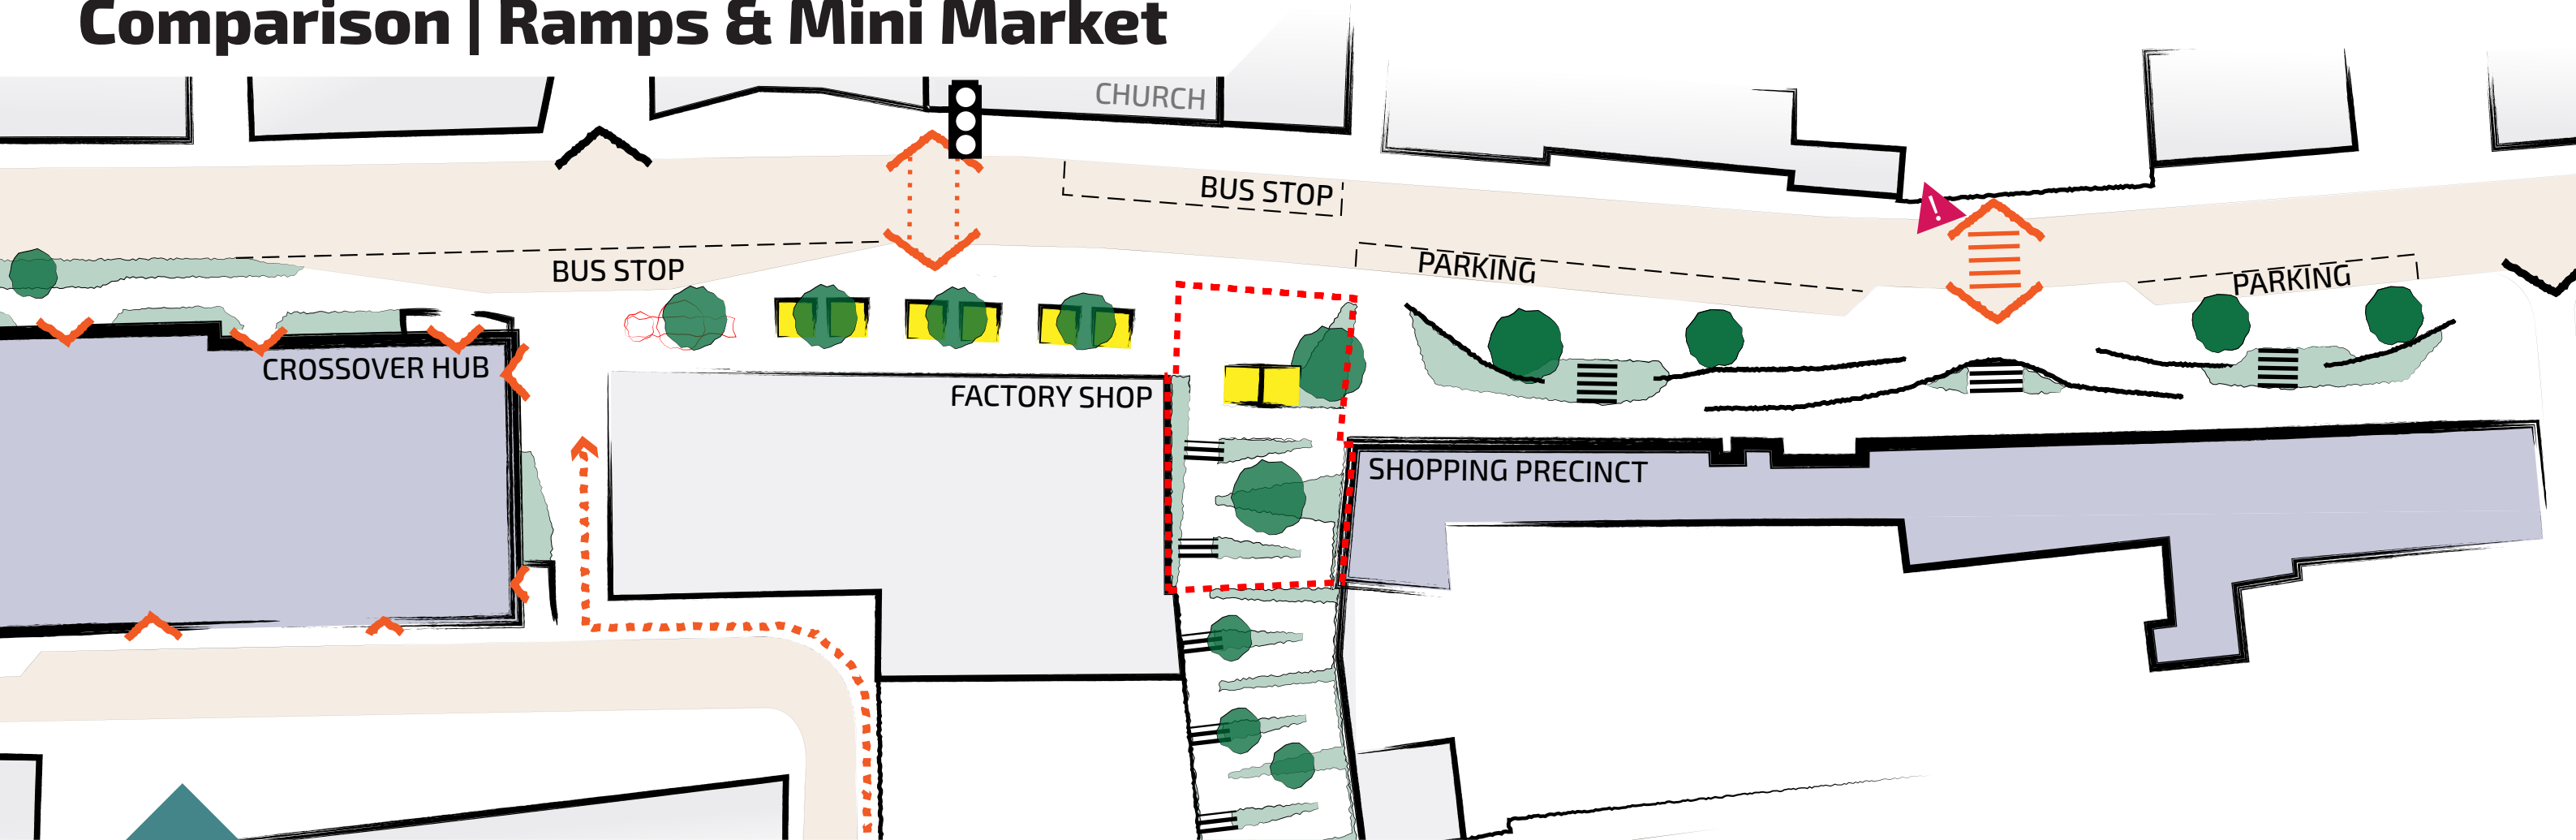 Comparison | Ramps & Mini Market
CHURCH
BUS STOP
BUS STOP
PARKING
PARKING
CROSSOVER HUB
FACTORY SHOP
SHOPPING PRECINCT
!